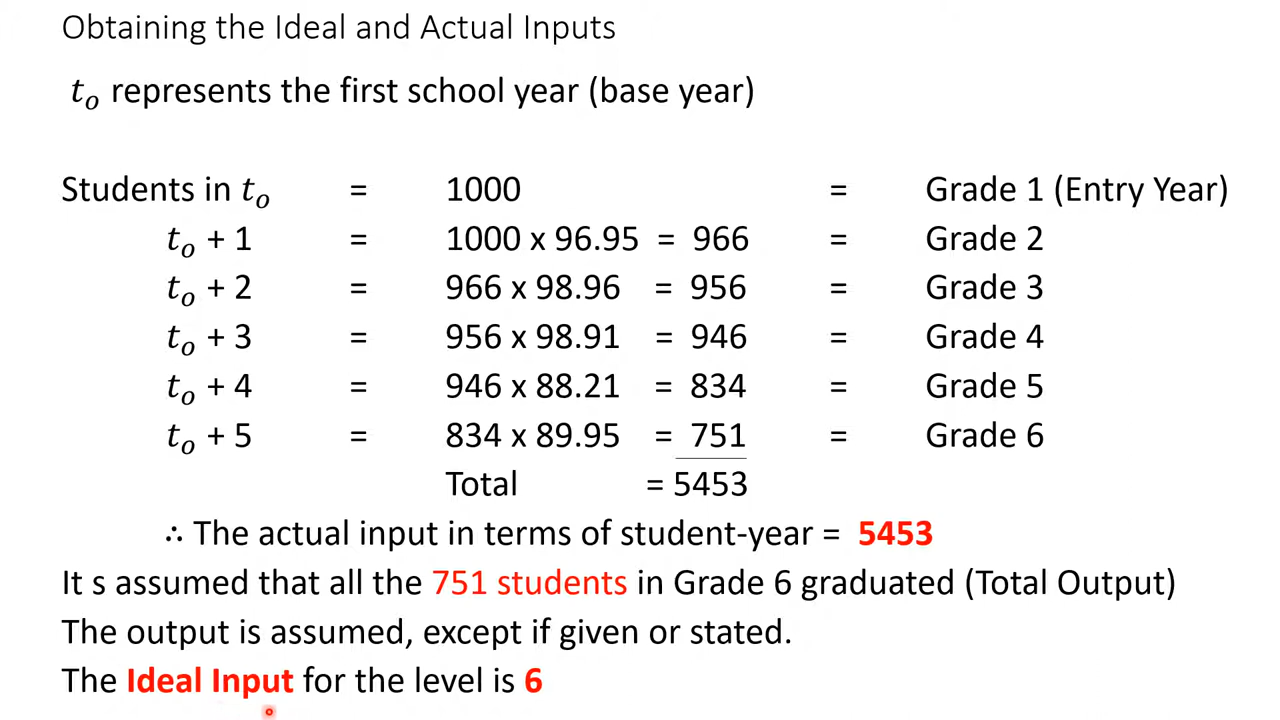 Obtaining the Ideal and Actual Inputs
tₒ represents the first school year (base year)
Students in tₒ = 1000 = Grade 1 (Entry Year)
tₒ + 1 = 1000 x 96.95 = 966 = Grade 2
tₒ + 2 = 966 x 98.96 = 956 = Grade 3
tₒ + 3 = 956 x 98.91 = 946 = Grade 4
tₒ + 4 = 946 x 88.21 = 834 = Grade 5
tₒ + 5 = 834 x 89.95 = 751 = Grade 6
Total = 5453
∴ The actual input in terms of student-year = 5453
It s assumed that all the 751 students in Grade 6 graduated (Total Output)
The output is assumed, except if given or stated.
The Ideal Input for the level is 6